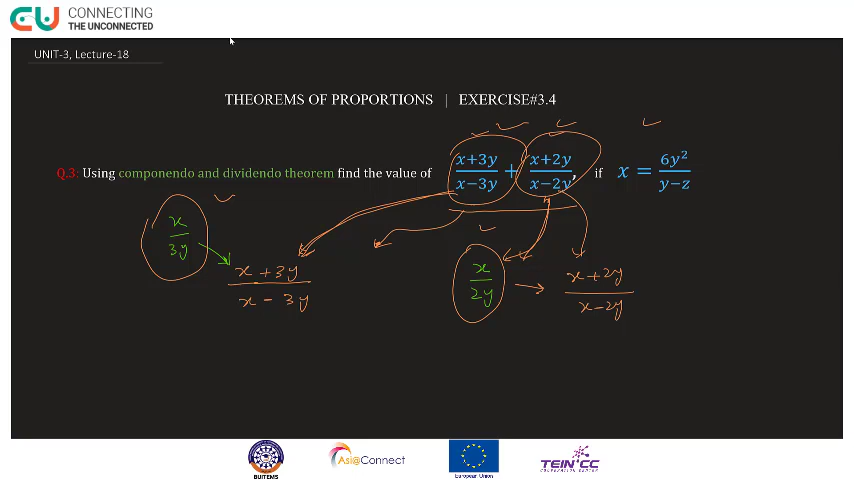 CONNECTING
THE UNCONNECTED
UNIT-3, Lecture-18
THEOREMS OF PROPORTIONS | EXERCISE#3.4
Q.3: Using componendo and dividendo theorem find the value of (x+3y)/(x−3y) + (x+2y)/(x−2y), if x = 6y²/(y−z)
x/3y
x + 3y
x − 3y
x/2y
x + 2y
x − 2y
BUITEMS
Asi@Connect
European Union
TEIN*CC
COOPERATION CENTER